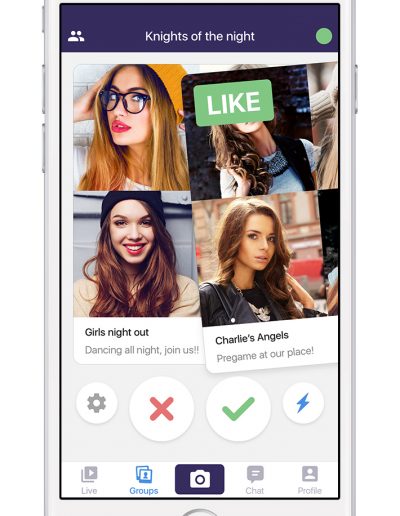 Knights of the night
LIKE
Girls night out
Dancing all night, join us!!
Charlie's Angels
Pregame at our place!
Live
Groups
Chat
Profile